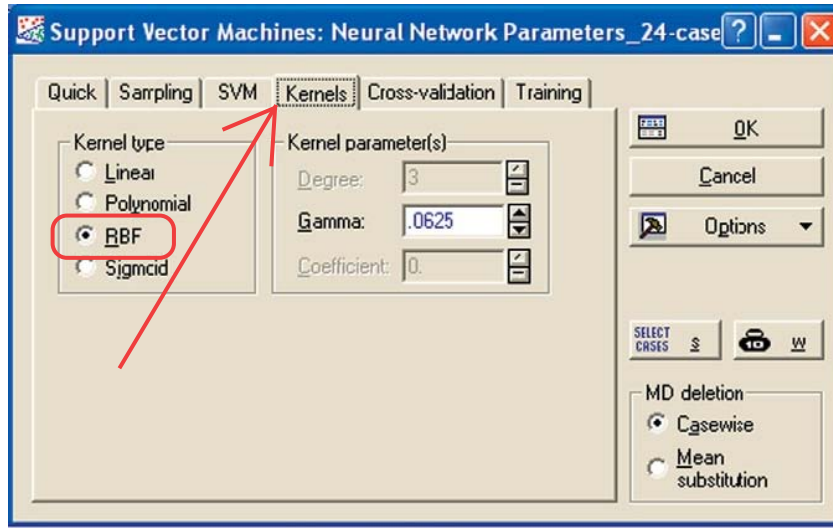 Support Vector Machines: Neural Network Parameters_24-case
Quick Sampling SVM Kernels Cross-validation Training
Kernel type
Linear
Polynomial
RBF
Sigmoid
Kernel parameter(s)
Degree: 3
Gamma: .0625
Coefficient: 0.
OK
Cancel
Options
SELECT CASES S
W
MD deletion
Casewise
Mean
substitution